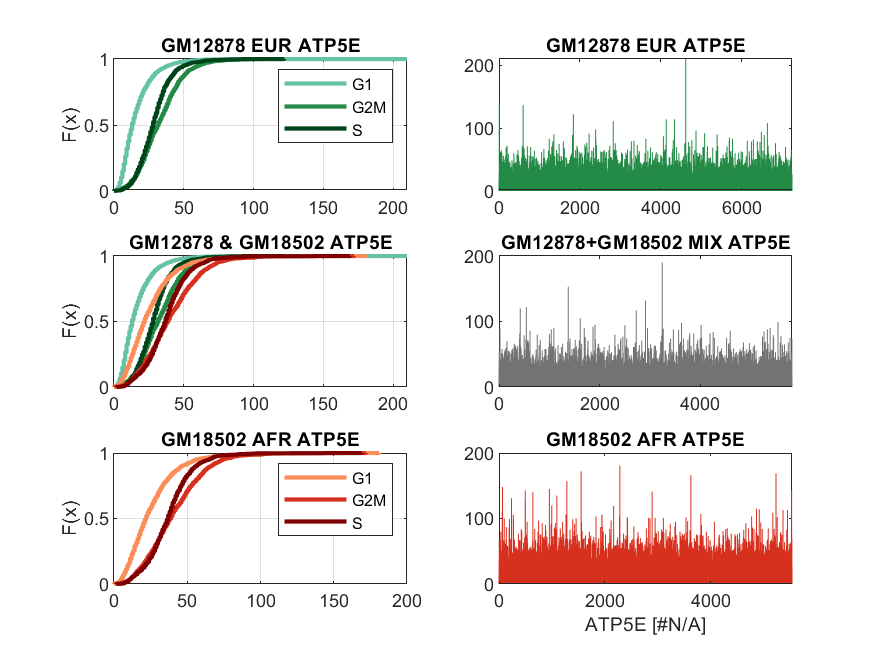 GM12878 EUR ATP5E
F(x)
1
0.5
0
0 50 100 150 200
G1
G2M
S
GM12878 EUR ATP5E
200
100
0
0 2000 4000 6000
GM12878 & GM18502 ATP5E
F(x)
1
0.5
0
0 50 100 150 200
GM12878+GM18502 MIX ATP5E
200
100
0
0 2000 4000
GM18502 AFR ATP5E
F(x)
1
0.5
0
0 50 100 150 200
G1
G2M
S
GM18502 AFR ATP5E
200
100
0
0 2000 4000
ATP5E [#N/A]